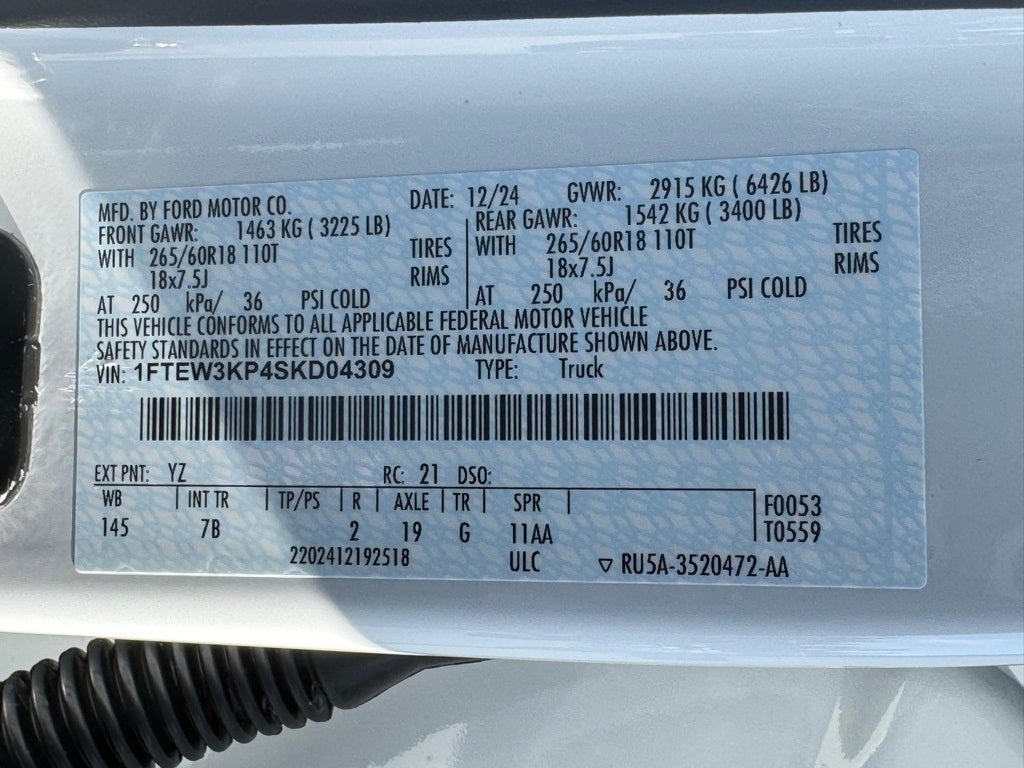 MFD. BY FORD MOTOR CO. DATE: 12/24 GVWR: 2915 KG ( 6426 LB)
FRONT GAWR: 1463 KG ( 3225 LB) REAR GAWR: 1542 KG ( 3400 LB)
WITH 265/60R18 110T TIRES WITH 265/60R18 110T TIRES
18x7.5J RIMS 18x7.5J RIMS
AT 250 kPa/ 36 PSI COLD AT 250 kPa/ 36 PSI COLD
THIS VEHICLE CONFORMS TO ALL APPLICABLE FEDERAL MOTOR VEHICLE
SAFETY STANDARDS IN EFFECT ON THE DATE OF MANUFACTURE SHOWN ABOVE.
VIN: 1FTEW3KP4SKD04309 TYPE: Truck
EXT PNT: YZ RC: 21 DSO:
WB INT TR TP/PS R AXLE TR SPR F0053
145 7B 2 19 G 11AA T0559
2202412192518 ULC ▽ RU5A-3520472-AA